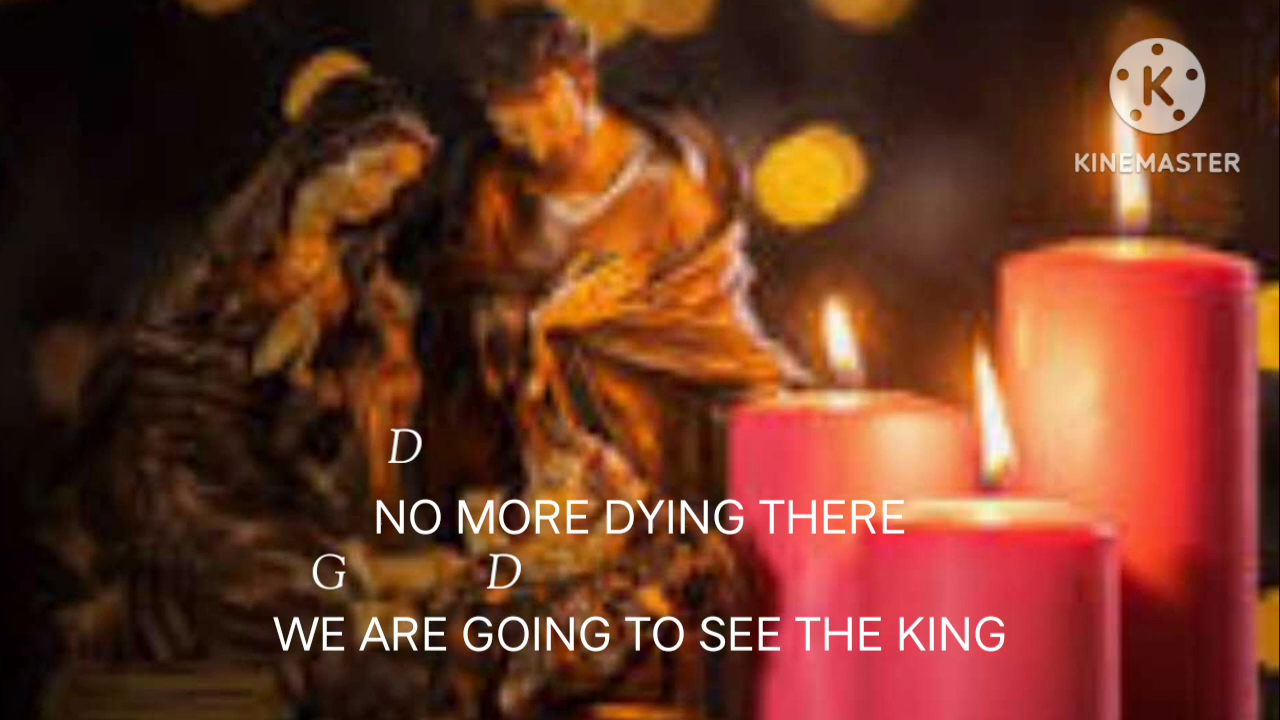 K
KINEMASTER
D
NO MORE DYING THERE
G D
WE ARE GOING TO SEE THE KING